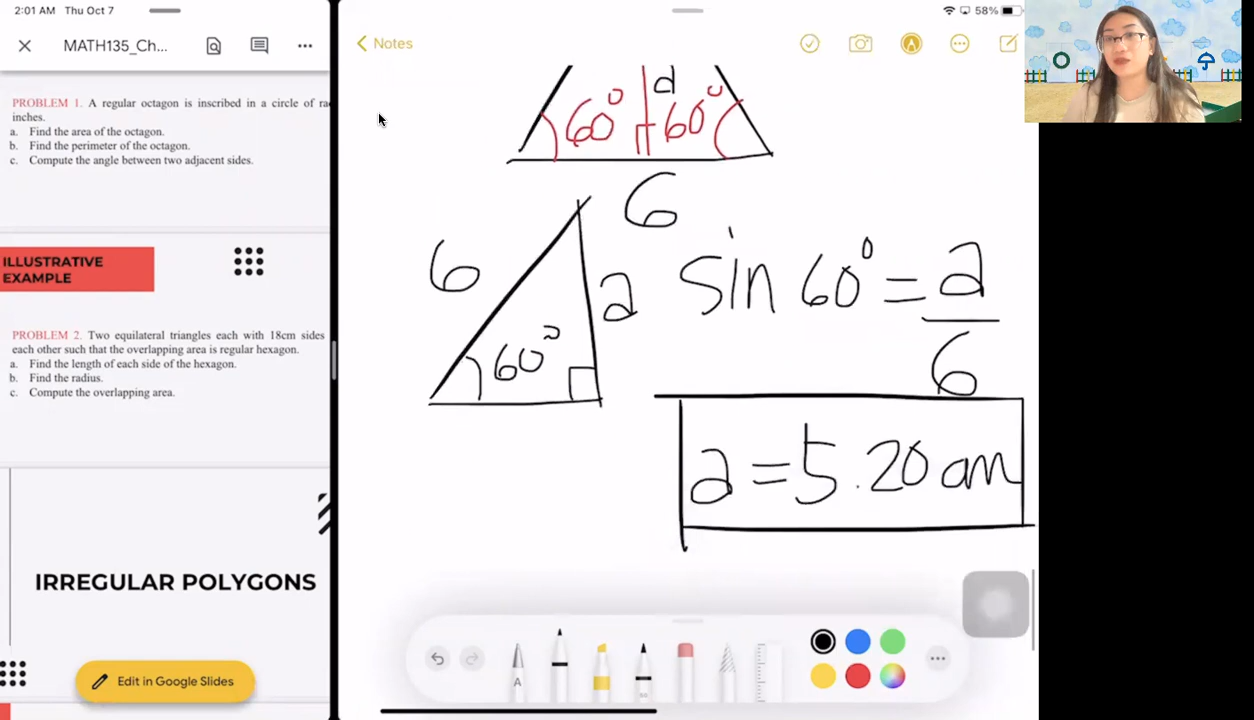 2:01 AM Thu Oct 7
58%
MATH135_Ch...
Notes
PROBLEM 1. A regular octagon is inscribed in a circle of
inches.
a. Find the area of the octagon.
b. Find the perimeter of the octagon.
c. Compute the angle between two adjacent sides.
ILLUSTRATIVE
EXAMPLE
PROBLEM 2. Two equilateral triangles each with 18cm sides
each other such that the overlapping area is regular hexagon.
a. Find the length of each side of the hexagon.
b. Find the radius.
c. Compute the overlapping area.
IRREGULAR POLYGONS
Edit in Google Slides
60° a 60°
6
6
a
60°
sin 60° = a
6
a = 5.20 cm
A